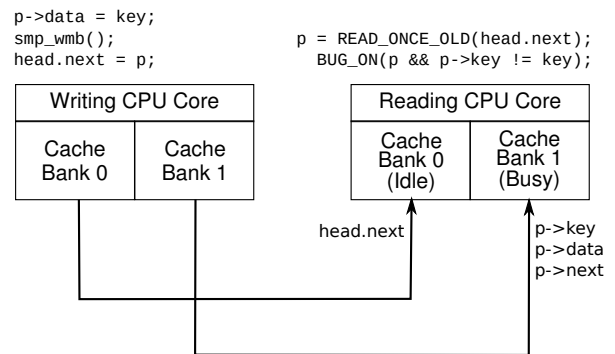 p->data = key;
smp_wmb();
head.next = p;
p = READ_ONCE_OLD(head.next);
BUG_ON(p && p->key != key);
Writing CPU Core
Cache
Bank 0
Cache
Bank 1
Reading CPU Core
Cache
Bank 0
(Idle)
Cache
Bank 1
(Busy)
head.next
p->key
p->data
p->next